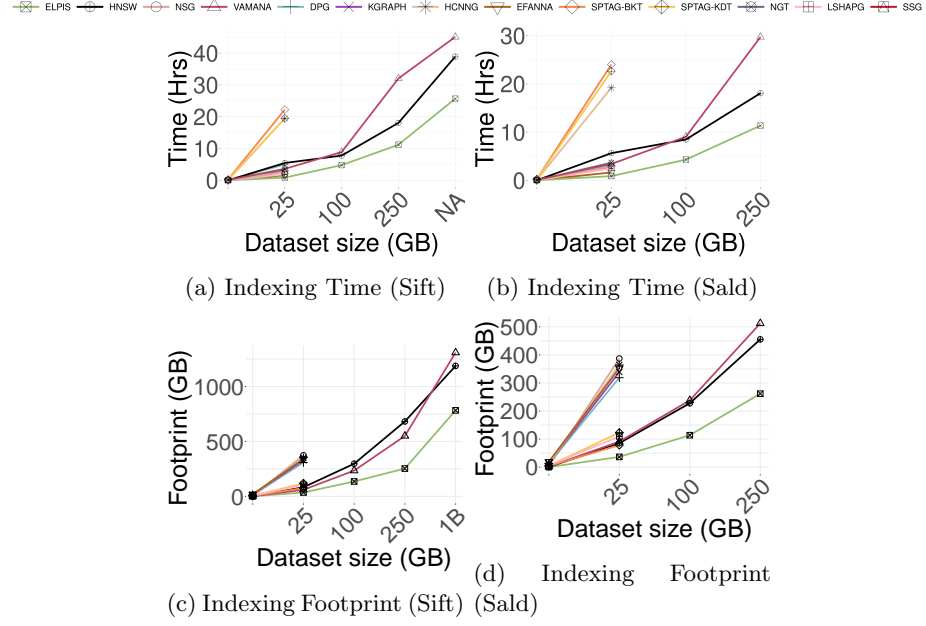 ELPIS HNSW NSG VAMANA DPG KGRAPH HCNNG EFANNA SPTAG-BKT SPTAG-KDT NGT LSHAPG SSG
Time (Hrs)
40
30
20
10
0
25 100 250 NA
Dataset size (GB)
(a) Indexing Time (Sift)
Time (Hrs)
30
20
10
0
25 100 250
Dataset size (GB)
(b) Indexing Time (Sald)
Footprint (GB)
1000
500
0
25 100 250 1B
Dataset size (GB)
(c) Indexing Footprint (Sift)
Footprint (GB)
500
400
300
200
100
0
25 100 250
Dataset size (GB)
(d) Indexing Footprint
(Sald)